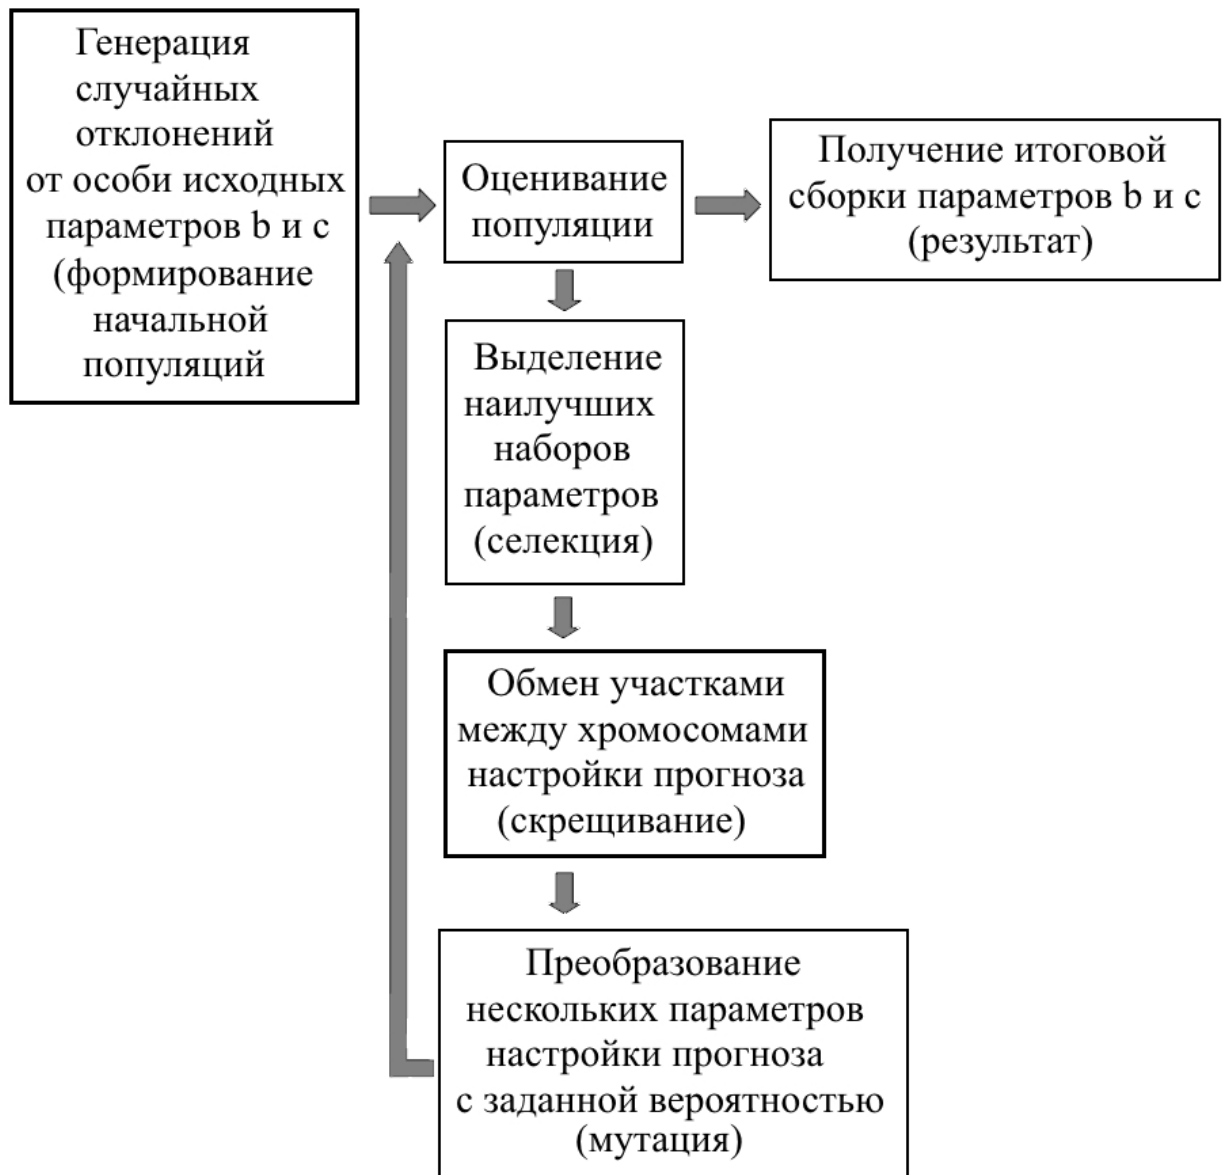 Генерация
случайных
отклонений
от особи исходных
параметров b и c
(формирование
начальной
популяций
Оценивание
популяции
Получение итоговой
сборки параметров b и c
(результат)
Выделение
наилучших
наборов
параметров
(селекция)
Обмен участками
между хромосомами
настройки прогноза
(скрещивание)
Преобразование
нескольких параметров
настройки прогноза
с заданной вероятностью
(мутация)